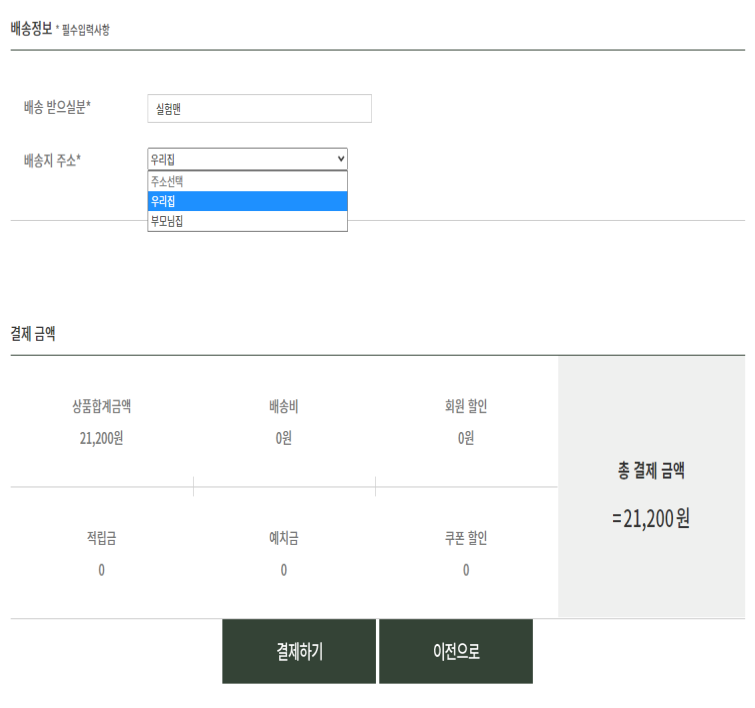 배송정보 * 필수입력사항
배송 받으실분* 실험맨
배송지 주소* 우리집
주소선택
우리집
부모님집
결제 금액
상품합계금액 배송비 회원 할인
21,200원 0원 0원
총 결제 금액
=21,200원
적립금 예치금 쿠폰 할인
0 0 0
결제하기 이전으로